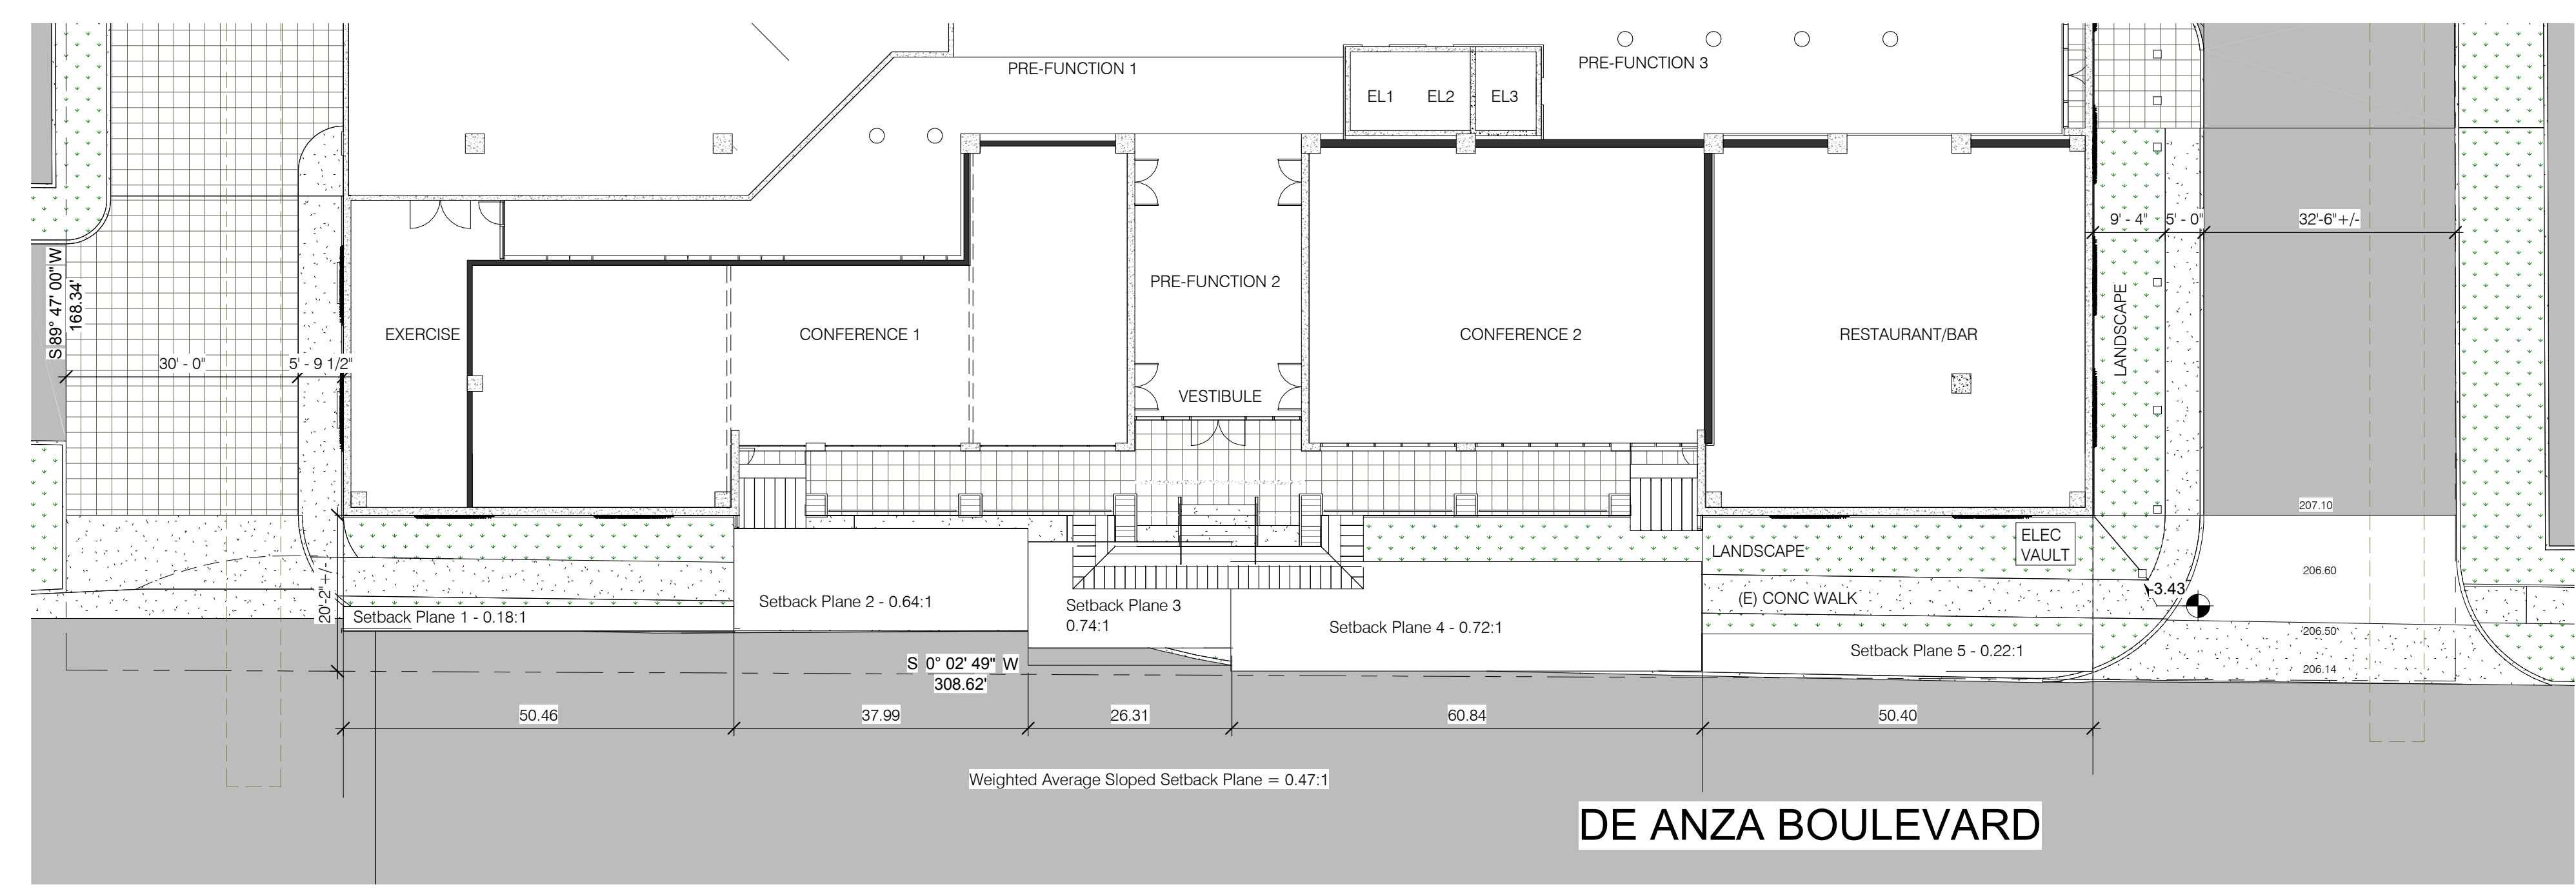 PRE-FUNCTION 1
PRE-FUNCTION 3
EL1
EL2
EL3
9' - 4"
5' - 0"
32'-6"+/-
S 89° 47' 00" W
168.34'
PRE-FUNCTION 2
LANDSCAPE
EXERCISE
CONFERENCE 1
CONFERENCE 2
RESTAURANT/BAR
30' - 0"
5' - 9 1/2"
VESTIBULE
207.10
ELEC
VAULT
LANDSCAPE
206.60
20'-2"+/-
-3.43
Setback Plane 1 - 0.18:1
Setback Plane 2 - 0.64:1
Setback Plane 3
0.74:1
Setback Plane 4 - 0.72:1
(E) CONC WALK
206.50
Setback Plane 5 - 0.22:1
206.14
S 0° 02' 49" W
308.62'
50.46
37.99
26.31
60.84
50.40
Weighted Average Sloped Setback Plane = 0.47:1
DE ANZA BOULEVARD